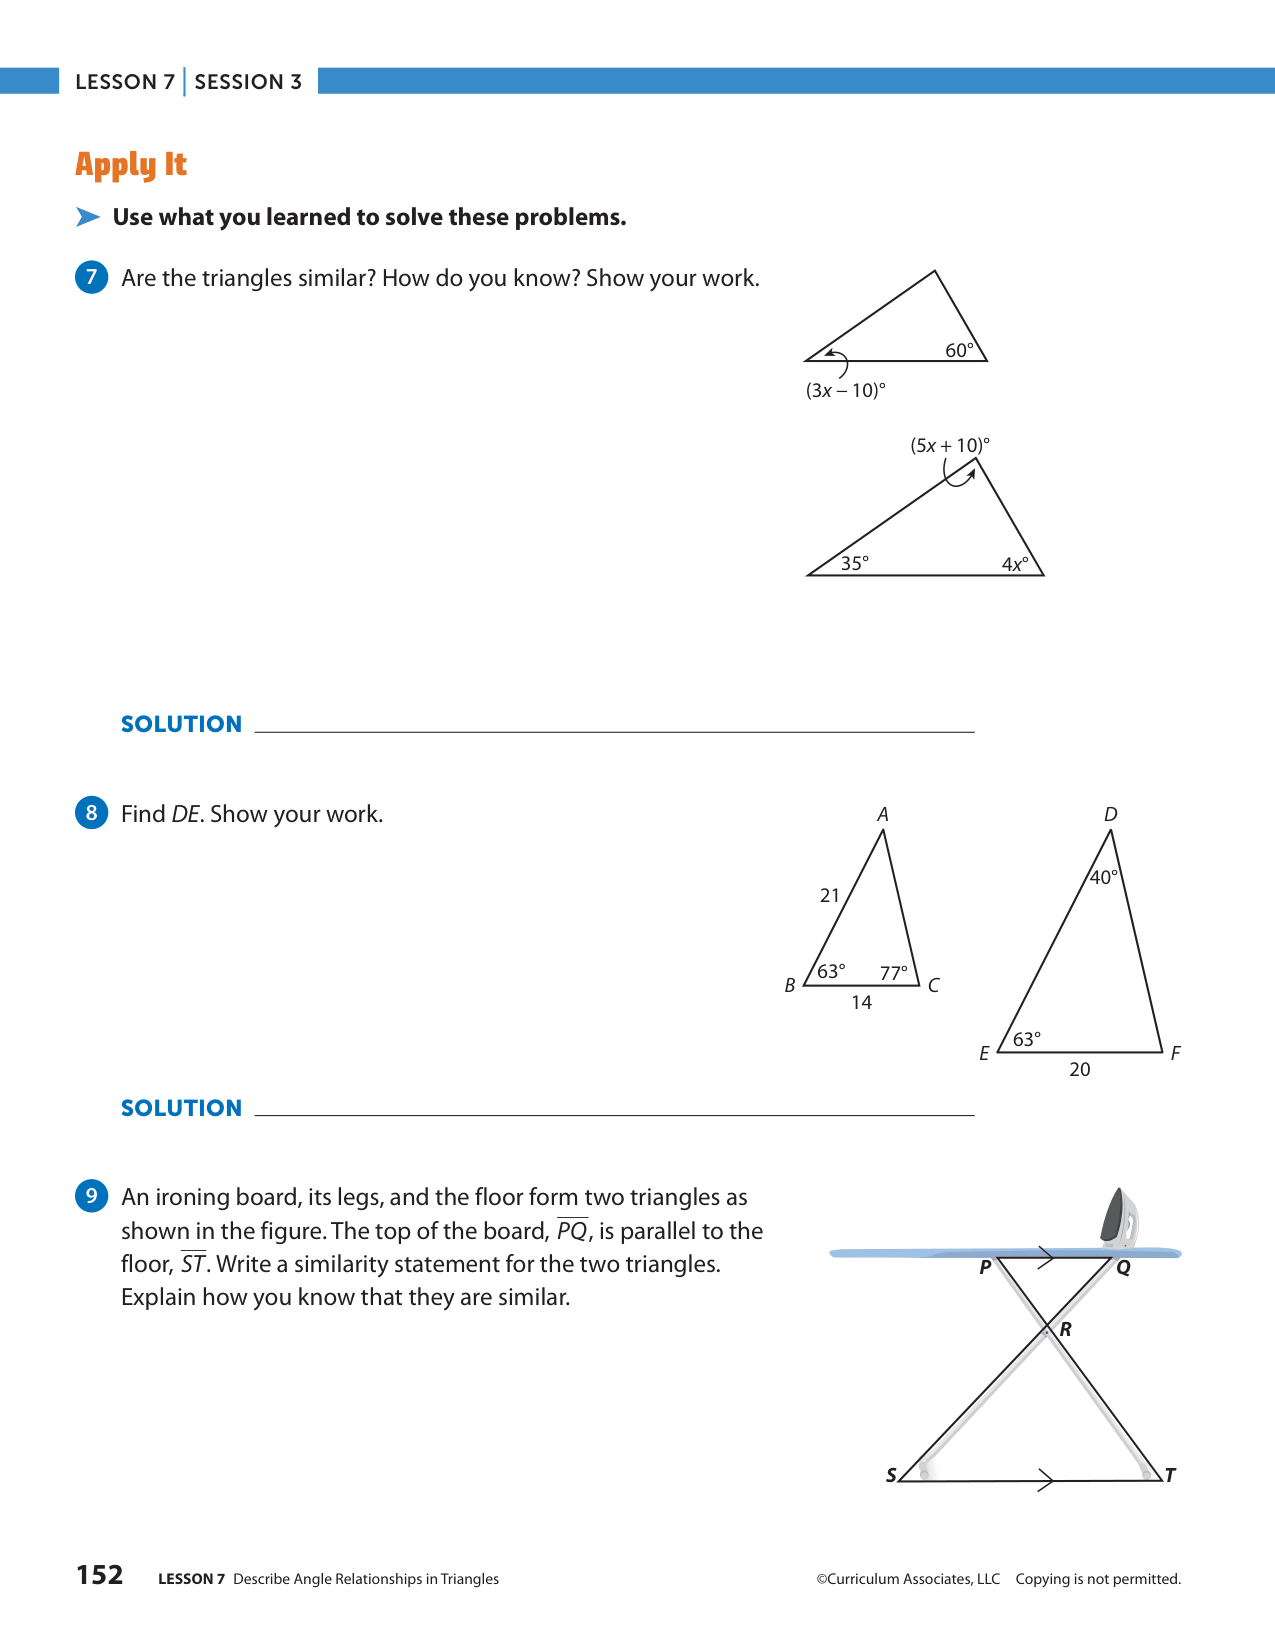 LESSON 7 | SESSION 3
Apply It
Use what you learned to solve these problems.
7 Are the triangles similar? How do you know? Show your work.
60°
(3x – 10)°
(5x + 10)°
35°
4x°
SOLUTION
8 Find DE. Show your work.
A
21
63°
77°
B
C
14
D
40°
63°
E
F
20
SOLUTION
9 An ironing board, its legs, and the floor form two triangles as
shown in the figure. The top of the board, PQ, is parallel to the
floor, ST. Write a similarity statement for the two triangles.
Explain how you know that they are similar.
P
Q
R
S
T
152 LESSON 7 Describe Angle Relationships in Triangles
©Curriculum Associates, LLC Copying is not permitted.